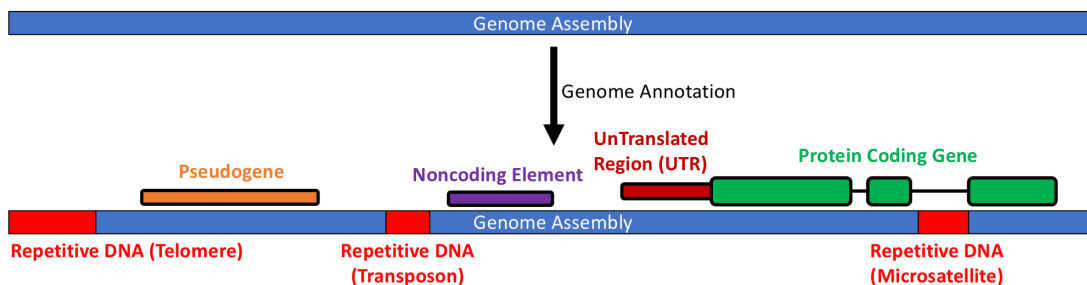 Genome Assembly
Genome Annotation
UnTranslated
Region (UTR)
Protein Coding Gene
Pseudogene
Noncoding Element
Genome Assembly
Repetitive DNA (Telomere)
Repetitive DNA
(Transposon)
Repetitive DNA
(Microsatellite)